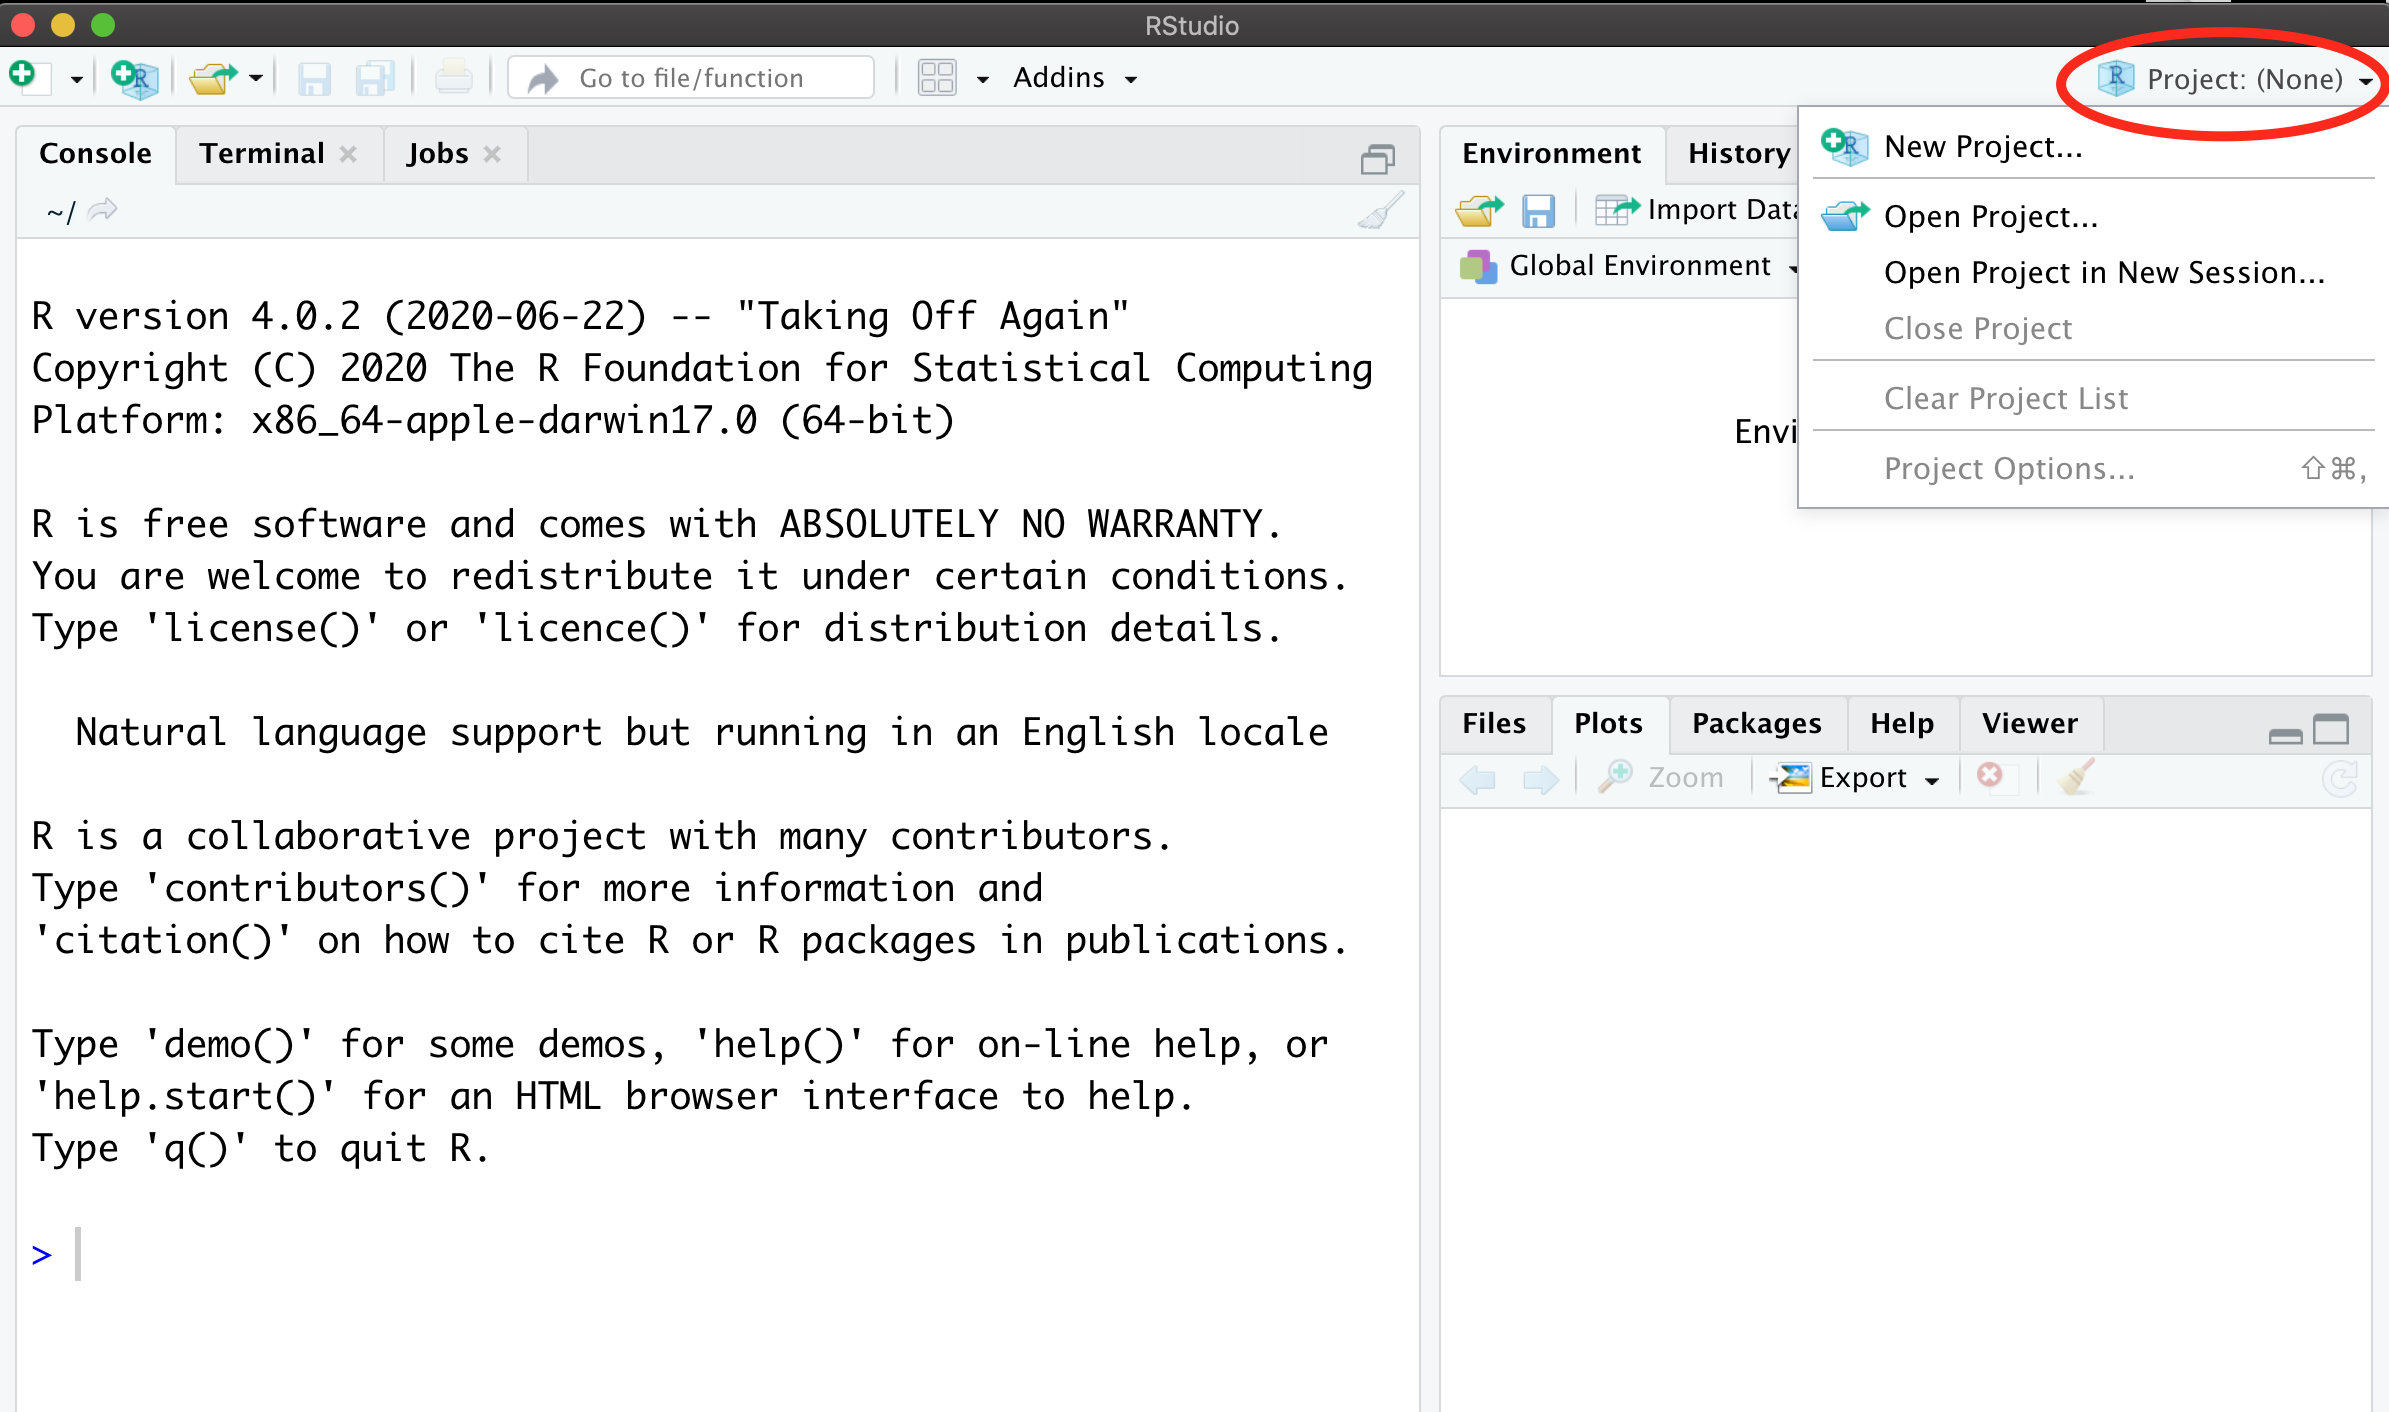 RStudio
Go to file/function
Addins
Project: (None)
Console
Terminal
Jobs
~/
R version 4.0.2 (2020-06-22) -- "Taking Off Again"
Copyright (C) 2020 The R Foundation for Statistical Computing
Platform: x86_64-apple-darwin17.0 (64-bit)
R is free software and comes with ABSOLUTELY NO WARRANTY.
You are welcome to redistribute it under certain conditions.
Type 'license()' or 'licence()' for distribution details.
Natural language support but running in an English locale
R is a collaborative project with many contributors.
Type 'contributors()' for more information and
'citation()' on how to cite R or R packages in publications.
Type 'demo()' for some demos, 'help()' for on-line help, or
'help.start()' for an HTML browser interface to help.
Type 'q()' to quit R.
>
Environment
History
Import Data
Global Environment
Envi
New Project...
Open Project...
Open Project in New Session...
Close Project
Clear Project List
Project Options... ⇧⌘,
Files
Plots
Packages
Help
Viewer
Zoom
Export